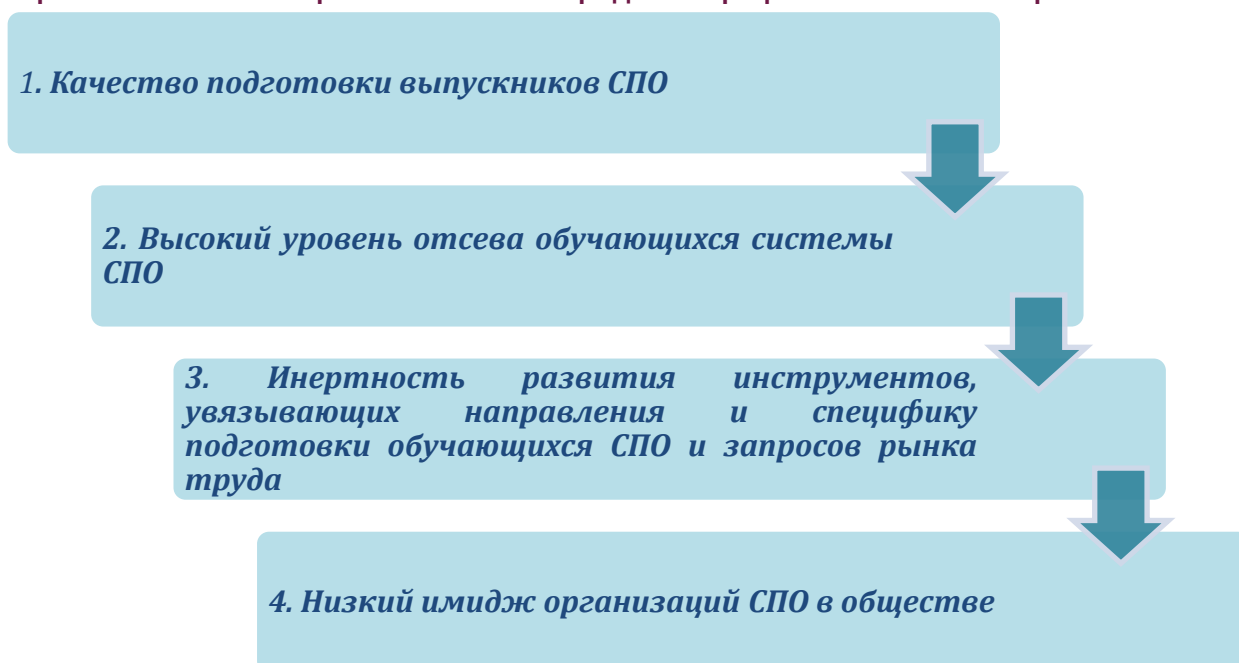 1. Качество подготовки выпускников СПО
2. Высокий уровень отсева обучающихся системы
СПО
3. Инертность развития инструментов,
увязывающих направления и специфику
подготовки обучающихся СПО и запросов рынка
труда
4. Низкий имидж организаций СПО в обществе